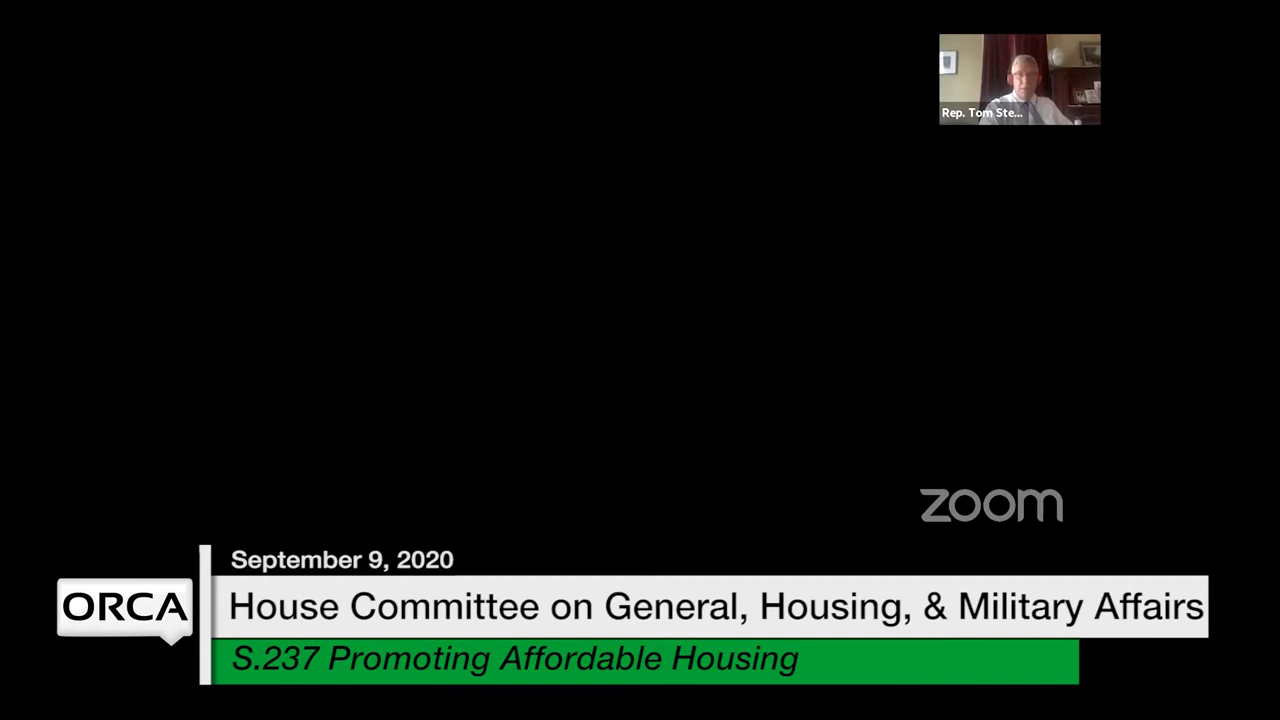 Rep. Tom Ste...
zoom
September 9, 2020
ORCA
House Committee on General, Housing, & Military Affairs
S.237 Promoting Affordable Housing